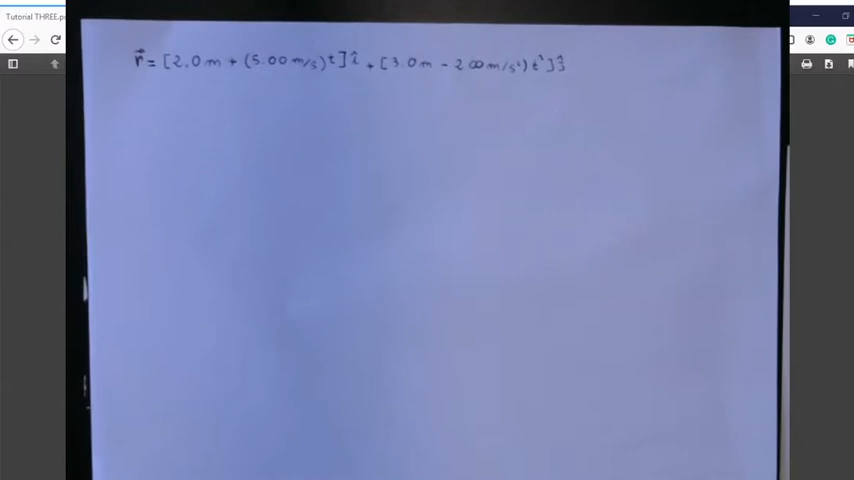 Tutorial THREE.p
r⃗ = [2.0 m + (5.00 m/s) t] î + [3.0 m - 2.00 m/s²) t²] ĵ